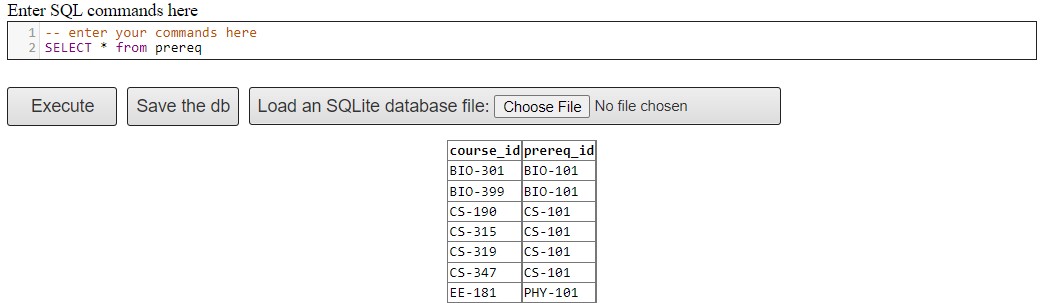 Enter SQL commands here
1 -- enter your commands here
2 SELECT * from prereq
Execute Save the db Load an SQLite database file: Choose File No file chosen
course_id prereq_id
BIO-301 BIO-101
BIO-399 BIO-101
CS-190 CS-101
CS-315 CS-101
CS-319 CS-101
CS-347 CS-101
EE-181 PHY-101